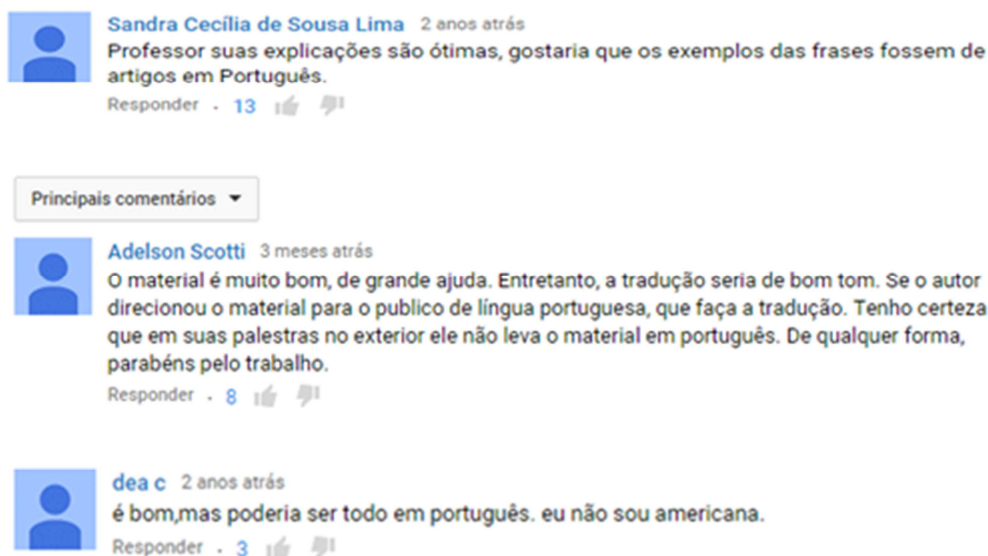 Sandra Cecília de Sousa Lima 2 anos atrás
Professor suas explicações são ótimas, gostaria que os exemplos das frases fossem de
artigos em Português.
Responder . 13
Principais comentários
Adelson Scotti 3 meses atrás
O material é muito bom, de grande ajuda. Entretanto, a tradução seria de bom tom. Se o autor
direcionou o material para o publico de língua portuguesa, que faça a tradução. Tenho certeza
que em suas palestras no exterior ele não leva o material em português. De qualquer forma,
parabéns pelo trabalho.
Responder . 8
dea c 2 anos atrás
é bom,mas poderia ser todo em português. eu não sou americana.
Responder . 3